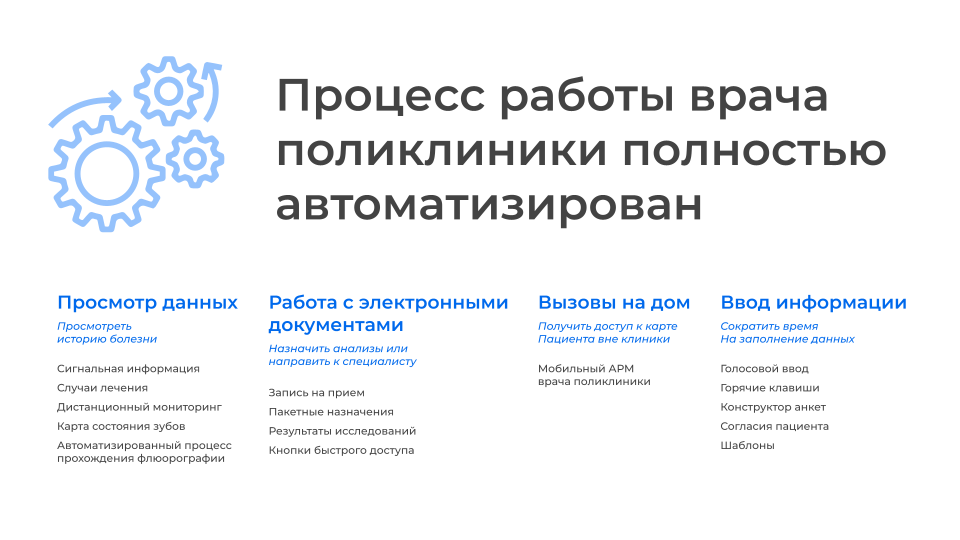 Процесс работы врача
поликлиники полностью
автоматизирован
Просмотр данных
Просмотреть
историю болезни
Сигнальная информация
Случаи лечения
Дистанционный мониторинг
Карта состояния зубов
Автоматизированный процесс
прохождения флюорографии
Работа с электронными
документами
Назначить анализы или
направить к специалисту
Запись на прием
Пакетные назначения
Результаты исследований
Кнопки быстрого доступа
Вызовы на дом
Получить доступ к карте
Пациента вне клиники
Мобильный АРМ
врача поликлиники
Ввод информации
Сократить время
На заполнение данных
Голосовой ввод
Горячие клавиши
Конструктор анкет
Согласия пациента
Шаблоны